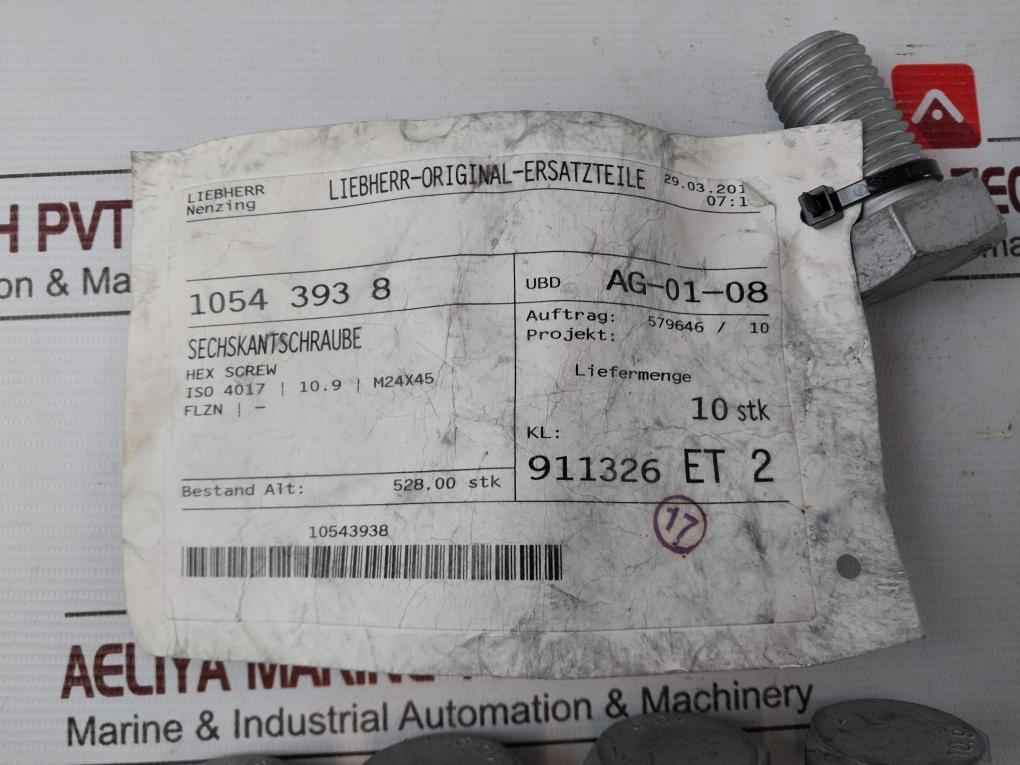 LIEBHERR
Nenzing
LIEBHERR-ORIGINAL-ERSATZTEILE
29.03.201
07:1
1054 393 8
UBD AG-01-08
SECHSKANTSCHRAUBE
HEX SCREW
ISO 4017 | 10.9 | M24X45
FLZN | -
Auftrag: 579646 / 10
Projekt:
Liefermenge
10 stk
KL:
911326 ET 2
Bestand Alt: 528.00 stk
17
10543938
H PVT
on & Ma
AELIYA MARINE
Marine & Industrial Automation & Machinery